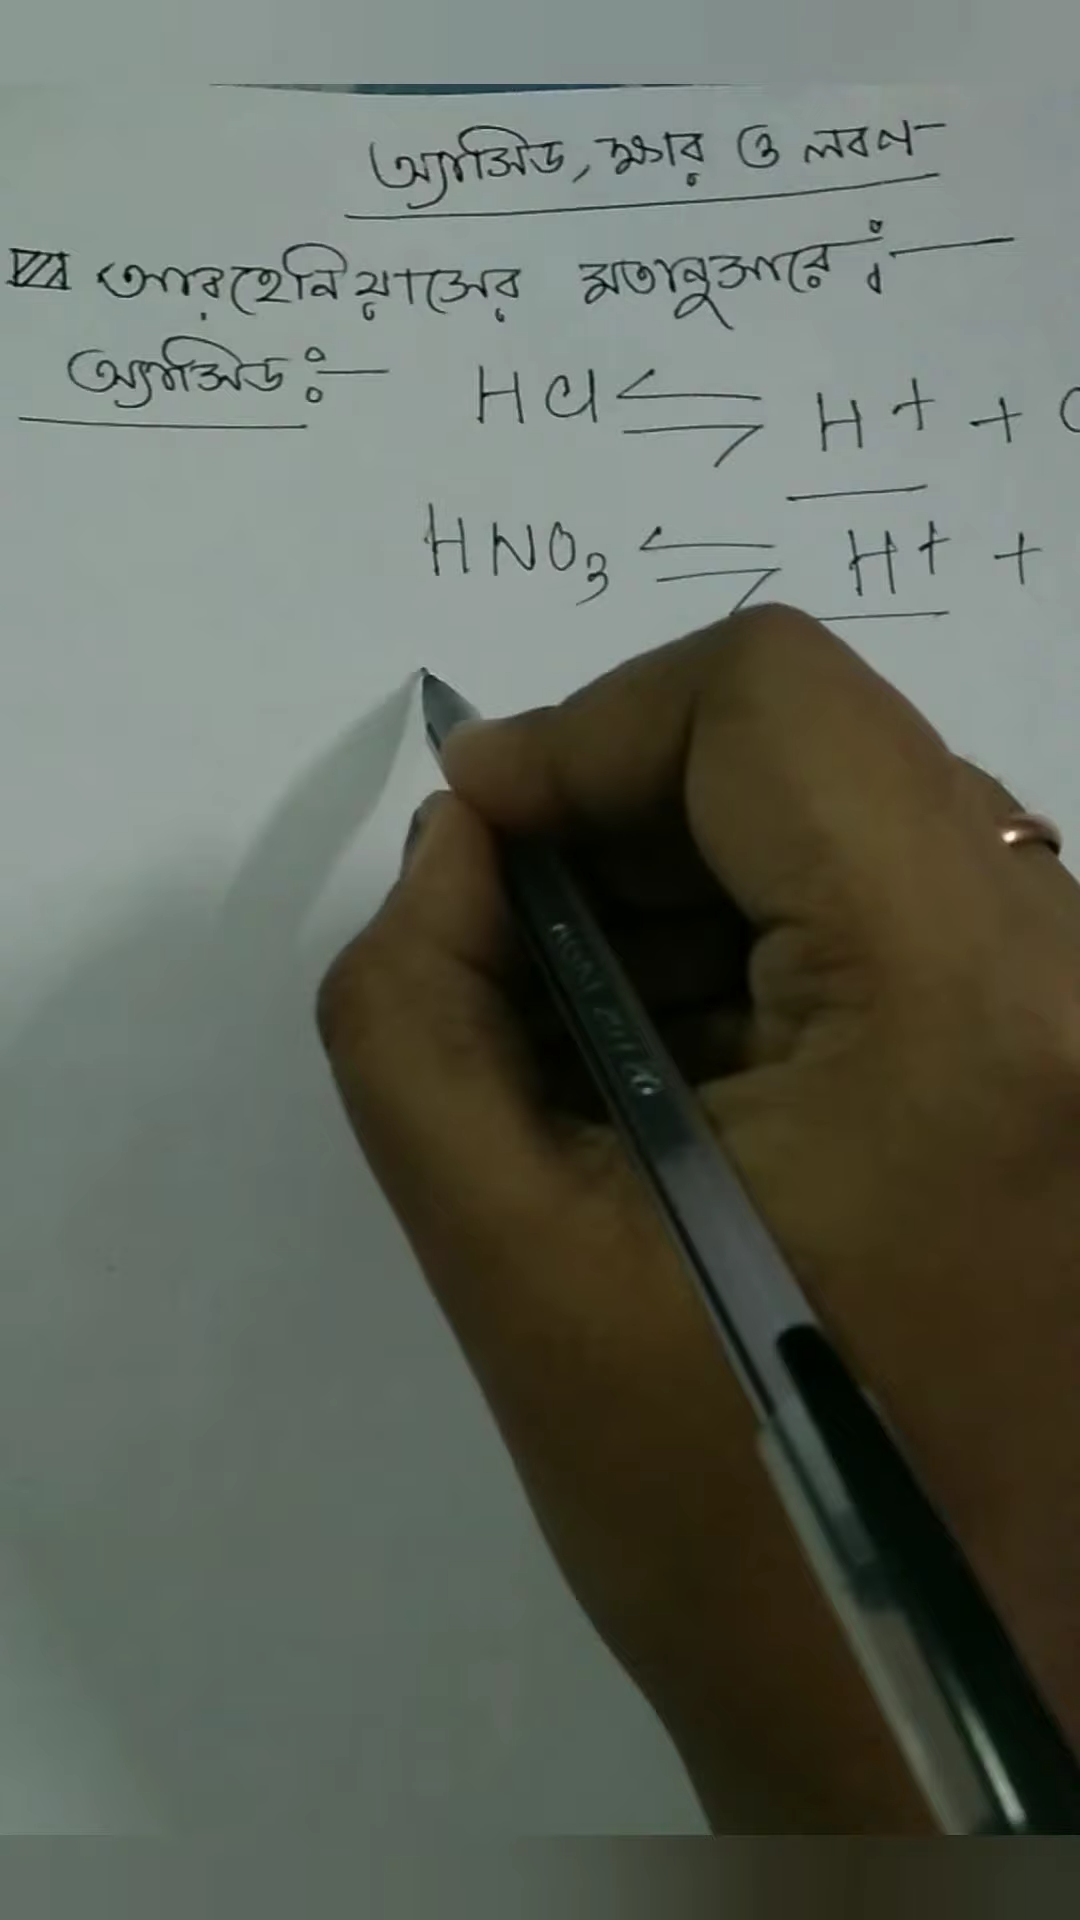 অ্যাসিড, ক্ষার ও লবণ
আরহেনিয়াসের মতানুসারে :—
অ্যাসিড :— HCl ⇌ H+ + C
HNO3 ⇌ H+ +